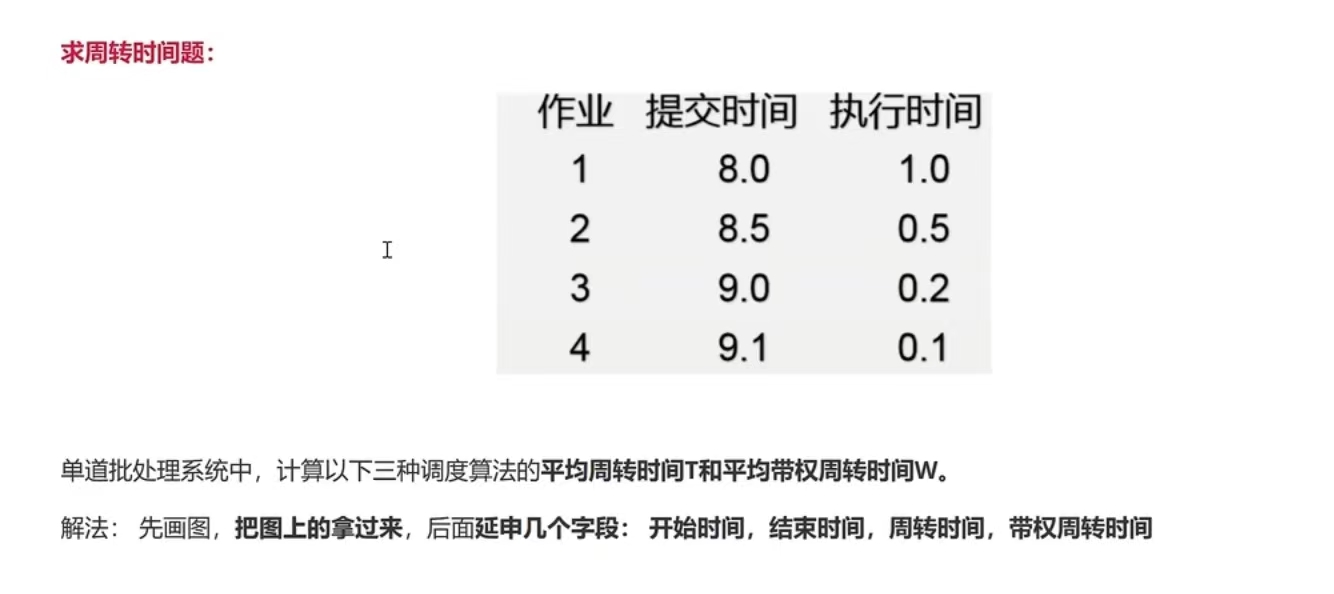 求周转时间题：
作业 提交时间 执行时间
1 8.0 1.0
2 8.5 0.5
3 9.0 0.2
4 9.1 0.1
单道批处理系统中，计算以下三种调度算法的平均周转时间T和平均带权周转时间W。
解法： 先画图，把图上的拿过来，后面延申几个字段： 开始时间，结束时间，周转时间，带权周转时间